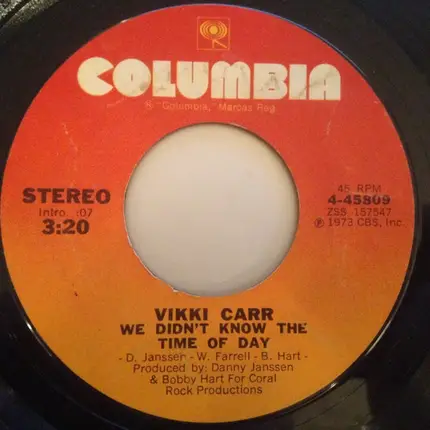 COLUMBIA
® "Columbia," Marcas Reg
STEREO
Intro. :07
3:20
45 RPM
4-45809
ZSS 157547
℗ 1973 CBS, Inc.
VIKKI CARR
WE DIDN'T KNOW THE
TIME OF DAY
- D. Janssen - W. Farrell - B. Hart -
Produced by: Danny Janssen
& Bobby Hart For Coral
Rock Productions